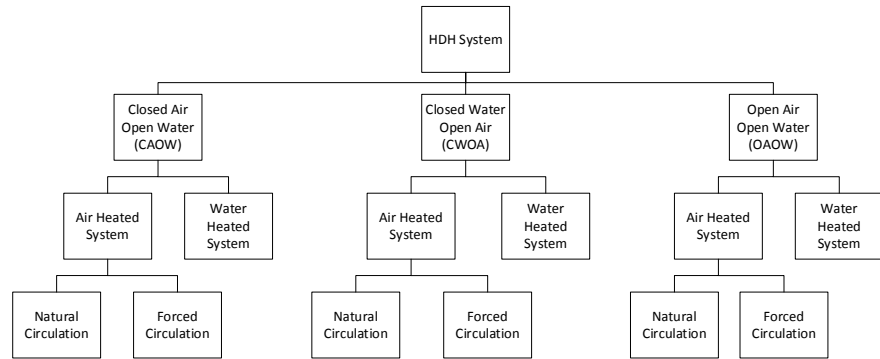 HDH System
Closed Air
Open Water
(CAOW)
Closed Water
Open Air
(CWOA)
Open Air
Open Water
(OAOW)
Air Heated
System
Water
Heated
System
Air Heated
System
Water
Heated
System
Air Heated
System
Water
Heated
System
Natural
Circulation
Forced
Circulation
Natural
Circulation
Forced
Circulation
Natural
Circulation
Forced
Circulation